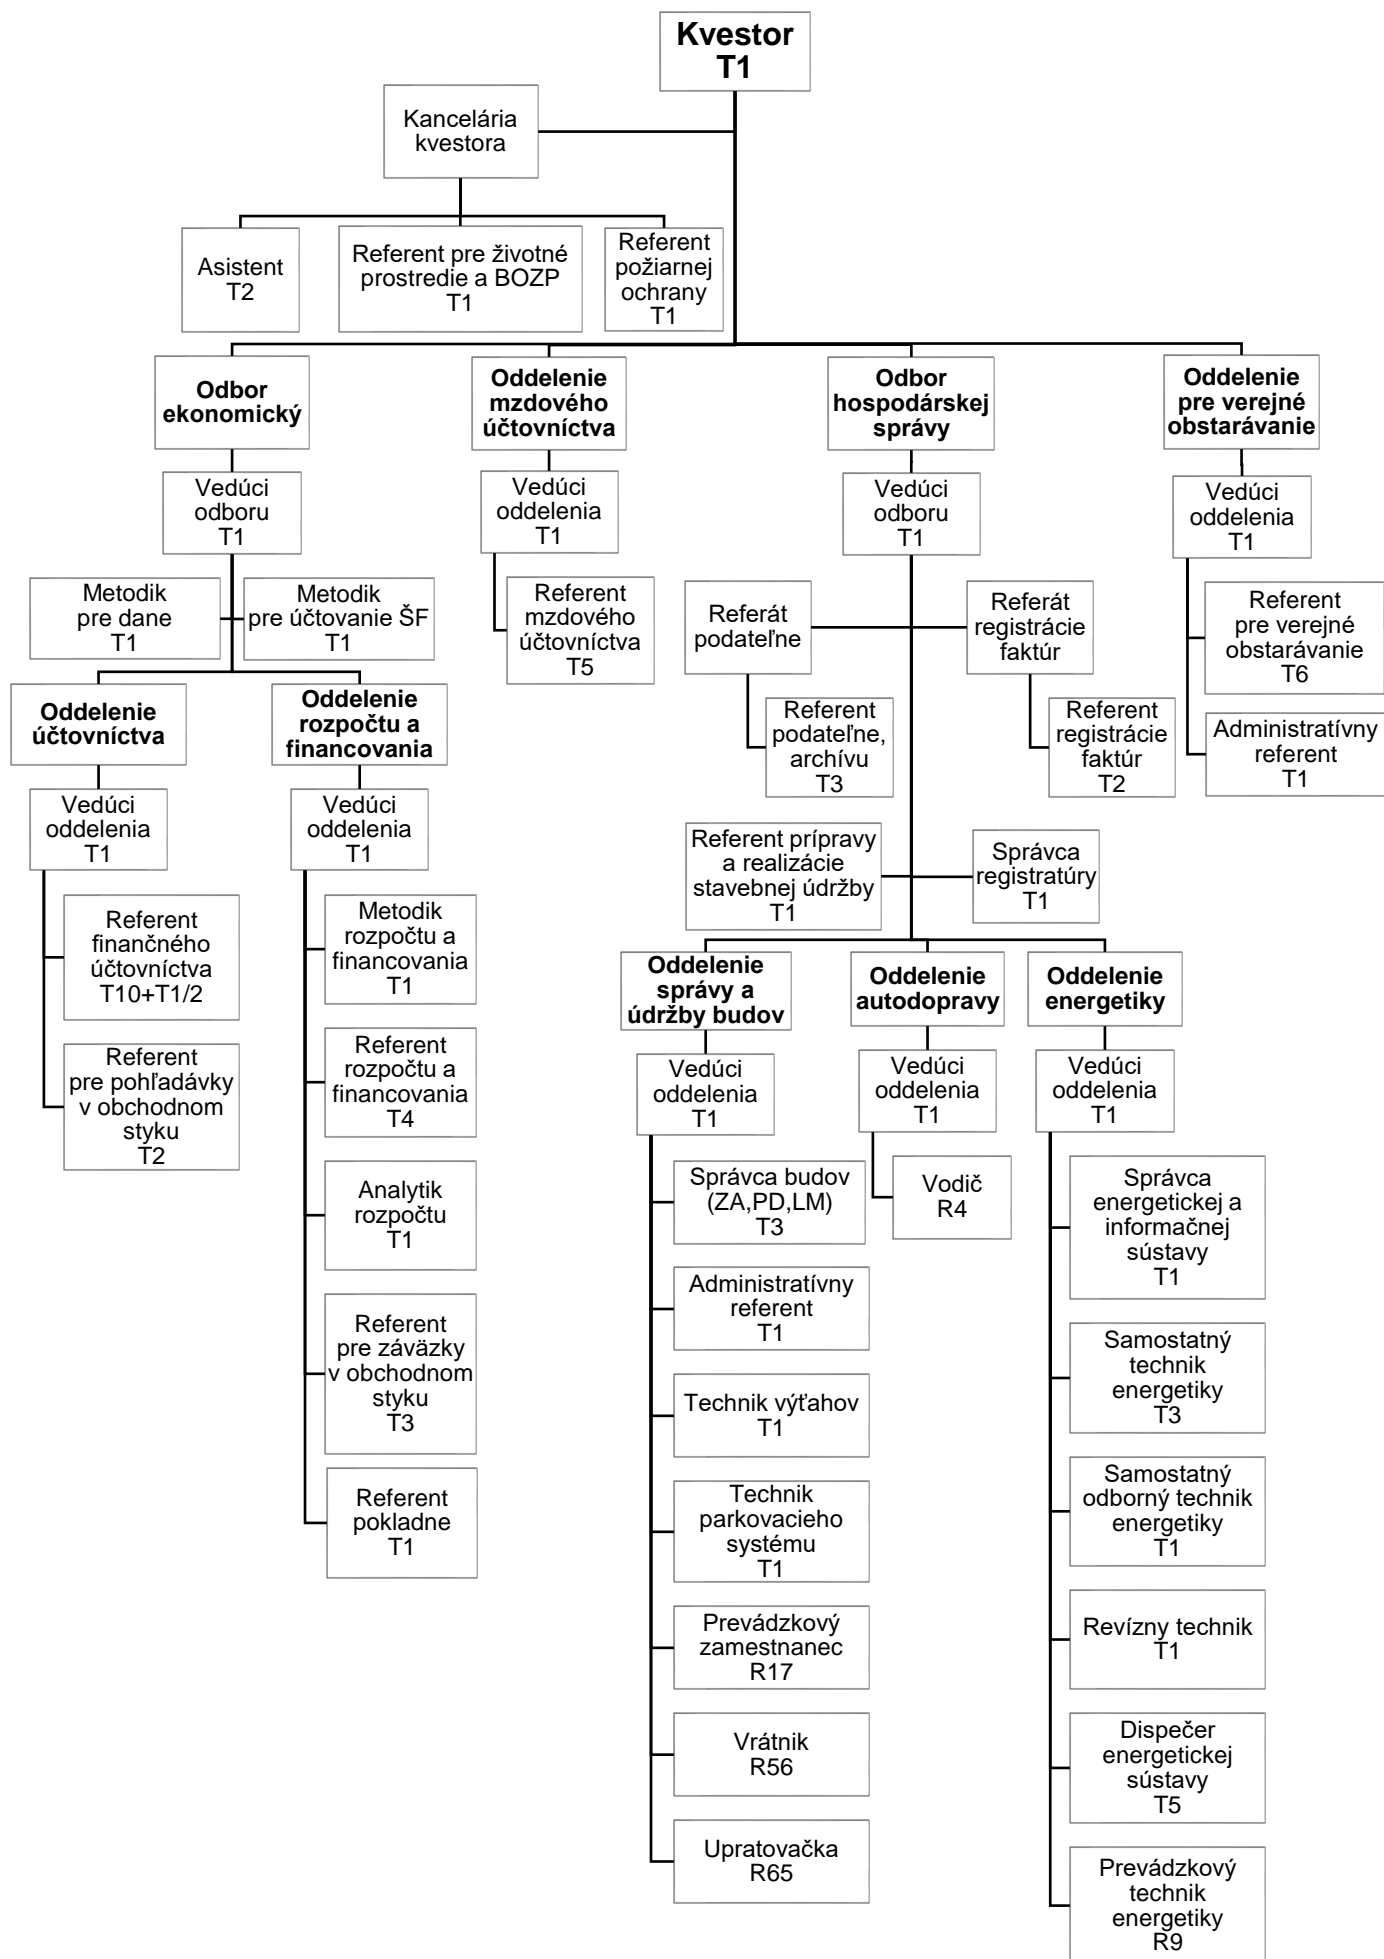 Kvestor
T1
Kancelária
kvestora
Asistent
T2
Referent pre životné
prostredie a BOZP
T1
Referent
požiarnej
ochrany
T1
Odbor
ekonomický
Oddelenie
mzdového
účtovníctva
Odbor
hospodárskej
správy
Oddelenie
pre verejné
obstarávanie
Vedúci
odboru
T1
Vedúci
oddelenia
T1
Vedúci
odboru
T1
Vedúci
oddelenia
T1
Metodik
pre dane
T1
Metodik
pre účtovanie ŠF
T1
Referent
mzdového
účtovníctva
T5
Referát
podateľne
Referát
registrácie
faktúr
Referent
pre verejné
obstarávanie
T6
Oddelenie
účtovníctva
Oddelenie
rozpočtu a
financovania
Referent
podateľne,
archívu
T3
Referent
registrácie
faktúr
T2
Administratívny
referent
T1
Vedúci
oddelenia
T1
Vedúci
oddelenia
T1
Referent prípravy
a realizácie
stavebnej údržby
T1
Správca
registratúry
T1
Referent
finančného
účtovníctva
T10+T1/2
Referent
pre pohľadávky
v obchodnom
styku
T2
Metodik
rozpočtu a
financovania
T1
Referent
rozpočtu a
financovania
T4
Analytik
rozpočtu
T1
Referent
pre záväzky
v obchodnom
styku
T3
Referent
pokladne
T1
Oddelenie
správy a
údržby budov
Oddelenie
autodopravy
Oddelenie
energetiky
Vedúci
oddelenia
T1
Vedúci
oddelenia
T1
Vedúci
oddelenia
T1
Správca budov
(ZA,PD,LM)
T3
Administratívny
referent
T1
Technik výťahov
T1
Technik
parkovacieho
systému
T1
Prevádzkový
zamestnanec
R17
Vrátnik
R56
Upratovačka
R65
Vodič
R4
Správca
energetickej a
informačnej
sústavy
T1
Samostatný
technik
energetiky
T3
Samostatný
odborný technik
energetiky
T1
Revízny technik
T1
Dispečer
energetickej
sústavy
T5
Prevádzkový
technik
energetiky
R9